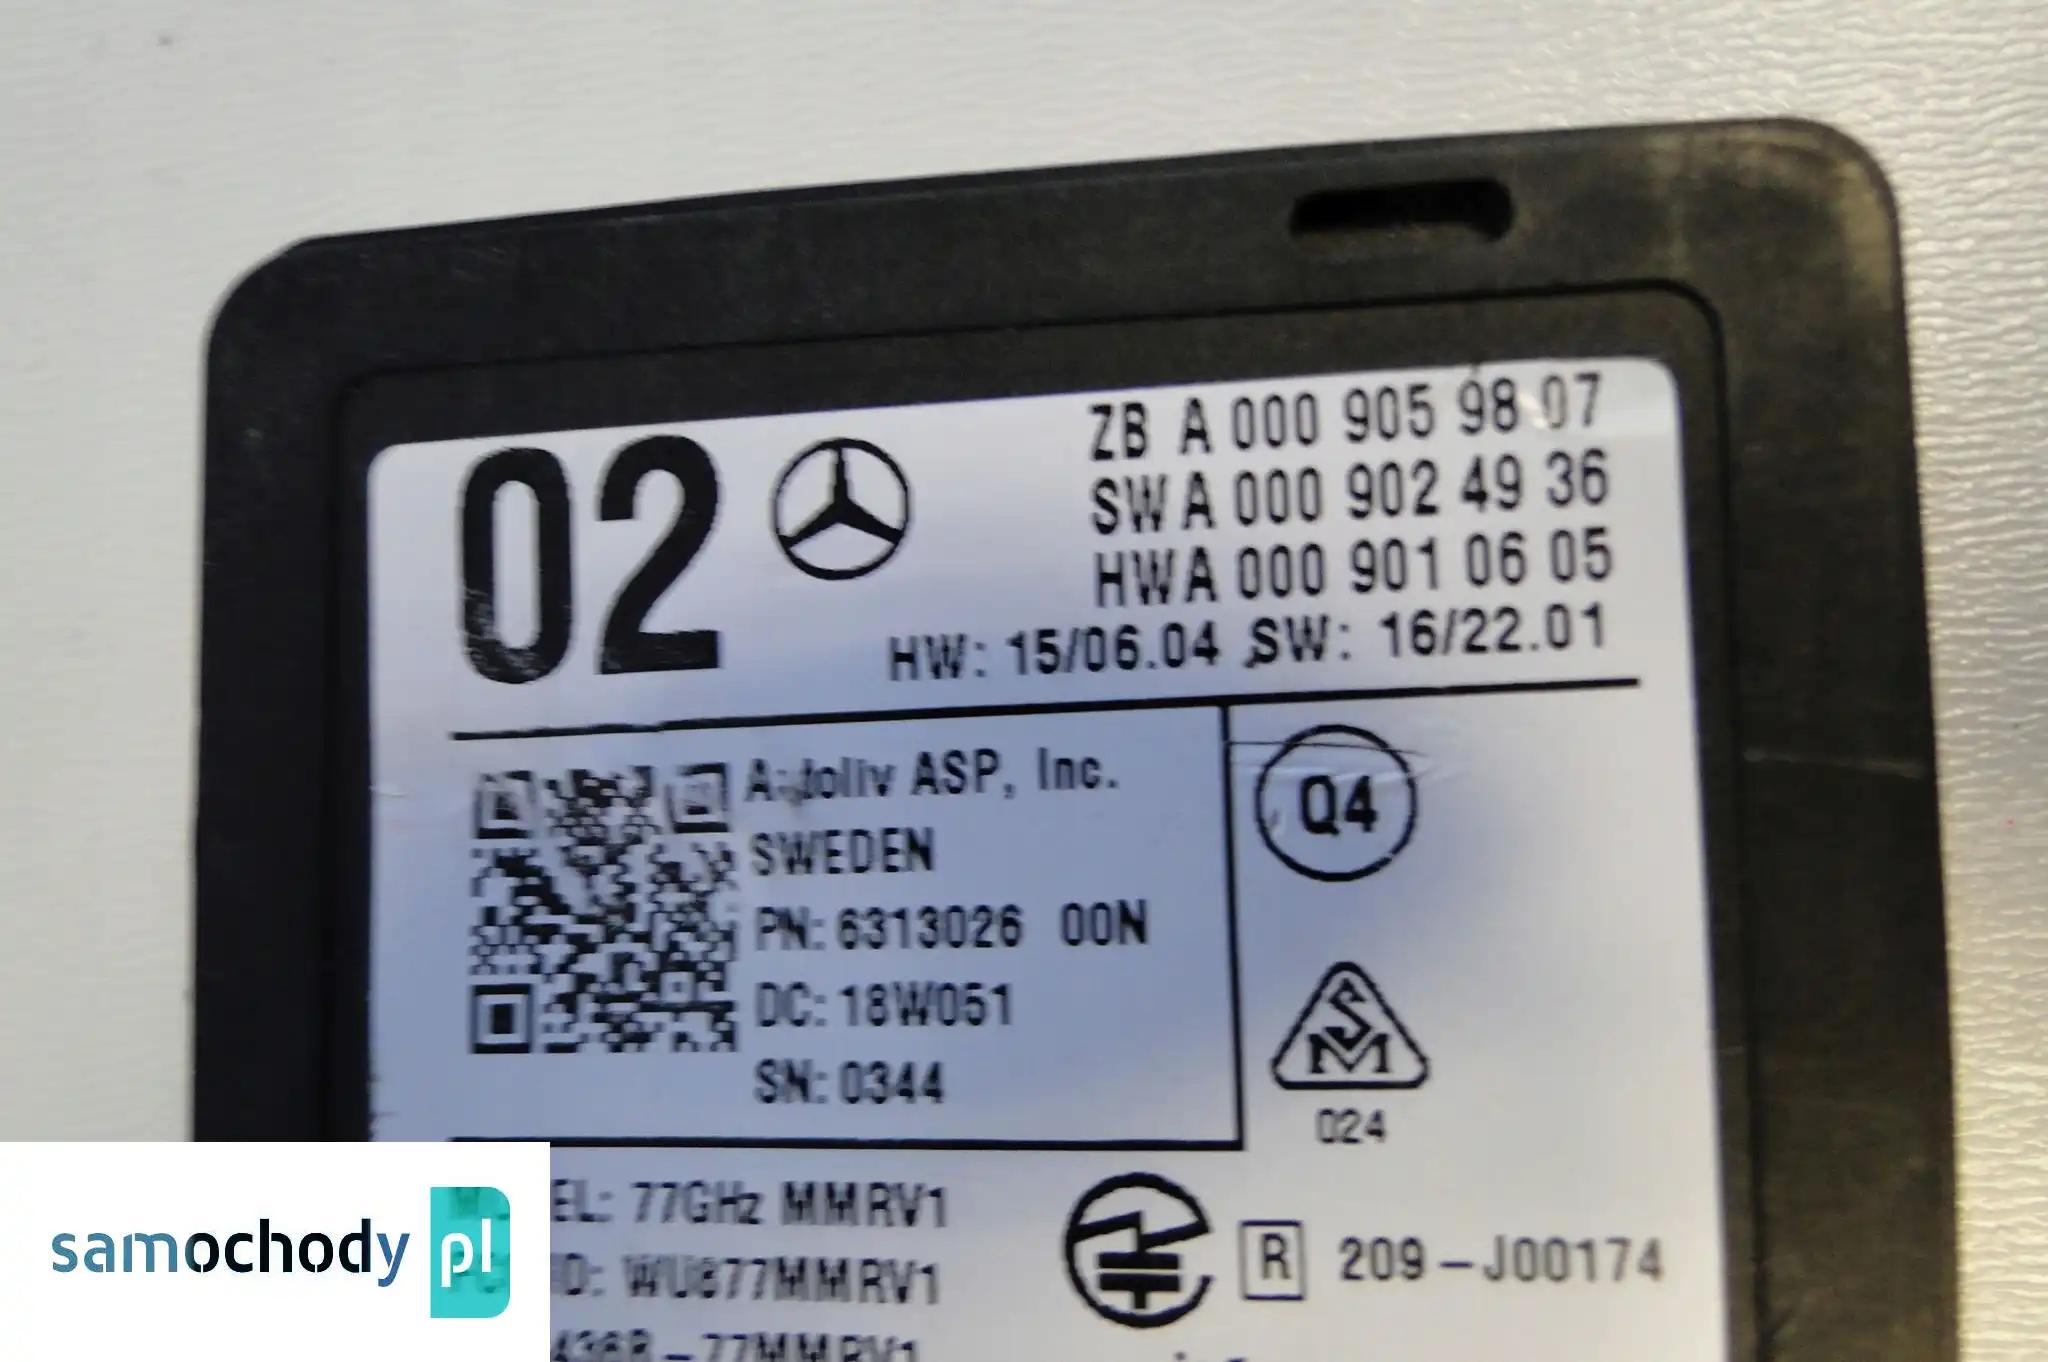 02
ZB A 000 905 98 07
SW A 000 902 49 36
HW A 000 901 06 05
HW: 15/06.04 SW: 16/22.01
Autoliv ASP, Inc.
SWEDEN
PN: 6313026 00N
DC: 18W051
SN: 0344
Q4
SM
024
77GHz MMRV1
WU877MMRV1
R 209-J00174
samochody pl